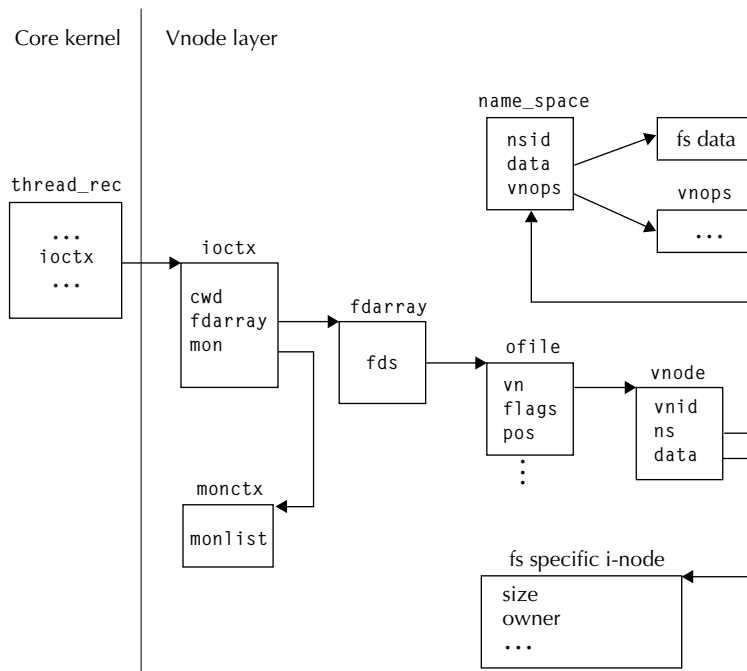 Core kernel
Vnode layer
name_space
nsid
data
vnops
fs data
vnops
...
thread_rec
...
ioctx
...
ioctx
cwd
fdarray
mon
fdarray
fds
ofile
vn
flags
pos
...
vnode
vnid
ns
data
monctx
monlist
fs specific i-node
size
owner
...